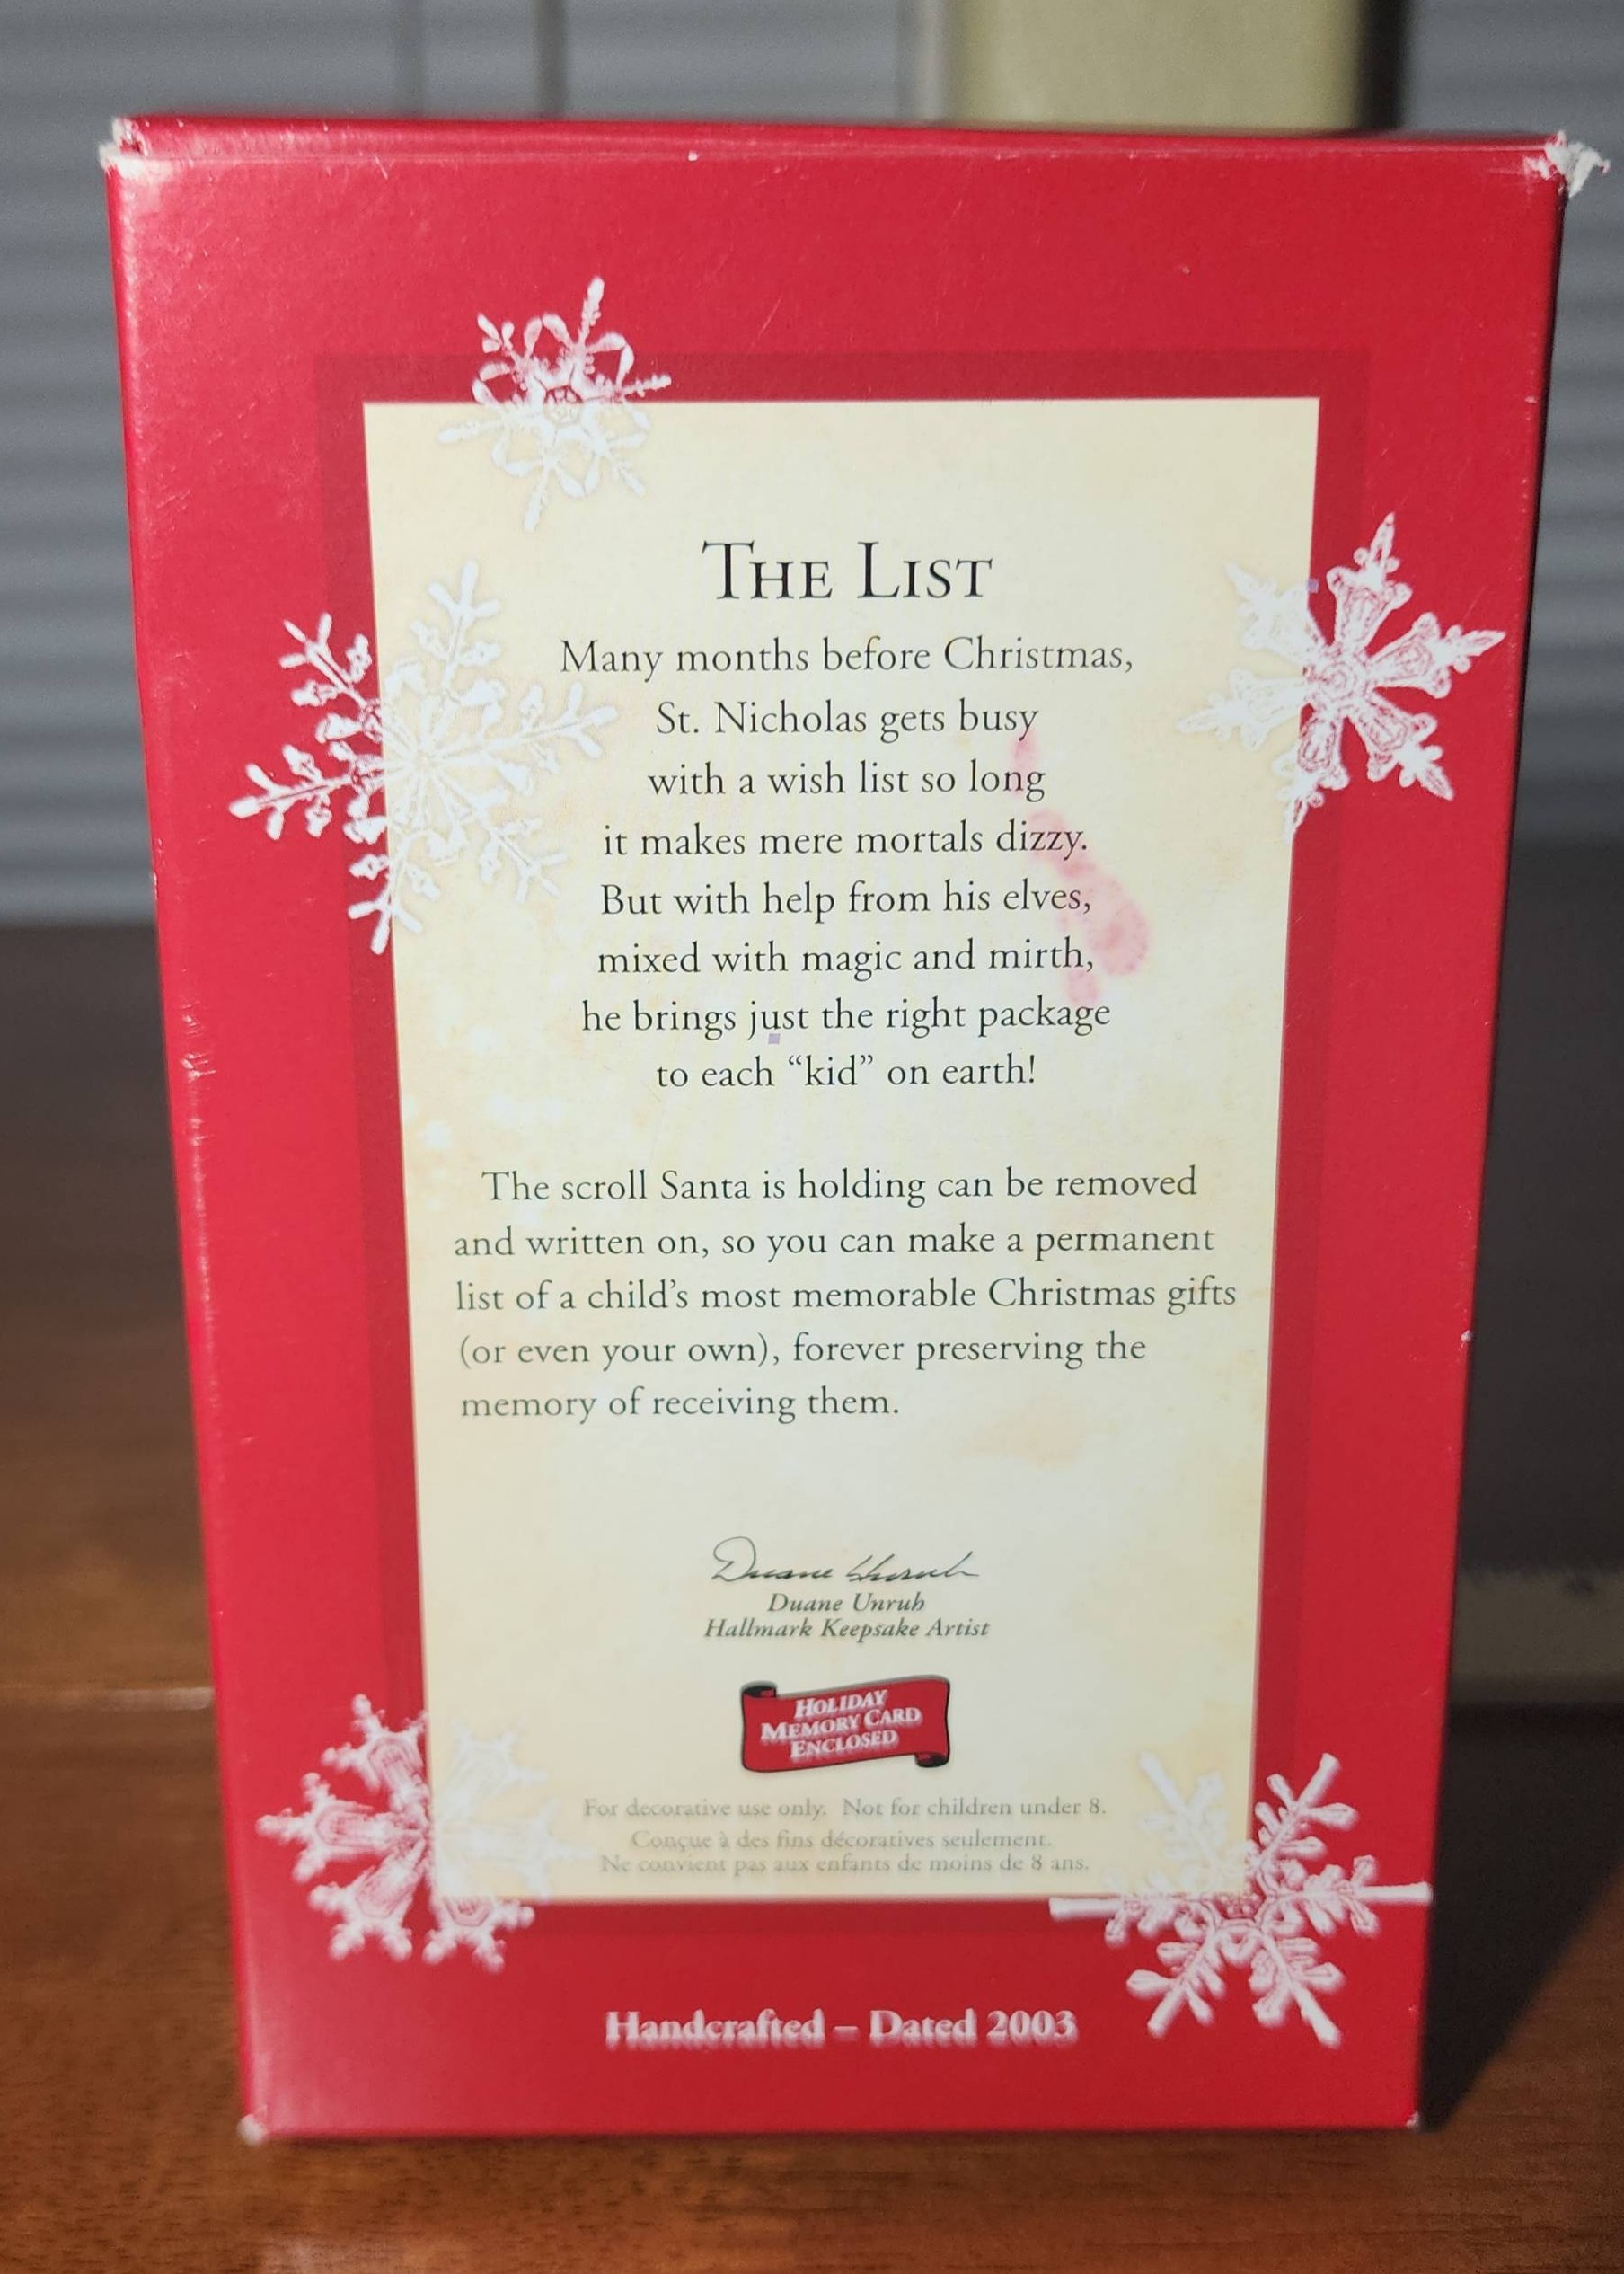 THE LIST
Many months before Christmas,
St. Nicholas gets busy
with a wish list so long
it makes mere mortals dizzy.
But with help from his elves,
mixed with magic and mirth,
he brings just the right package
to each “kid” on earth!
The scroll Santa is holding can be removed
and written on, so you can make a permanent
list of a child’s most memorable Christmas gifts
(or even your own), forever preserving the
memory of receiving them.
Duane Unruh
Duane Unruh
Hallmark Keepsake Artist
HOLIDAY
MEMORY CARD
ENCLOSED
For decorative use only. Not for children under 8.
Conçue à des fins décoratives seulement.
Ne convient pas aux enfants de moins de 8 ans.
Handcrafted – Dated 2003